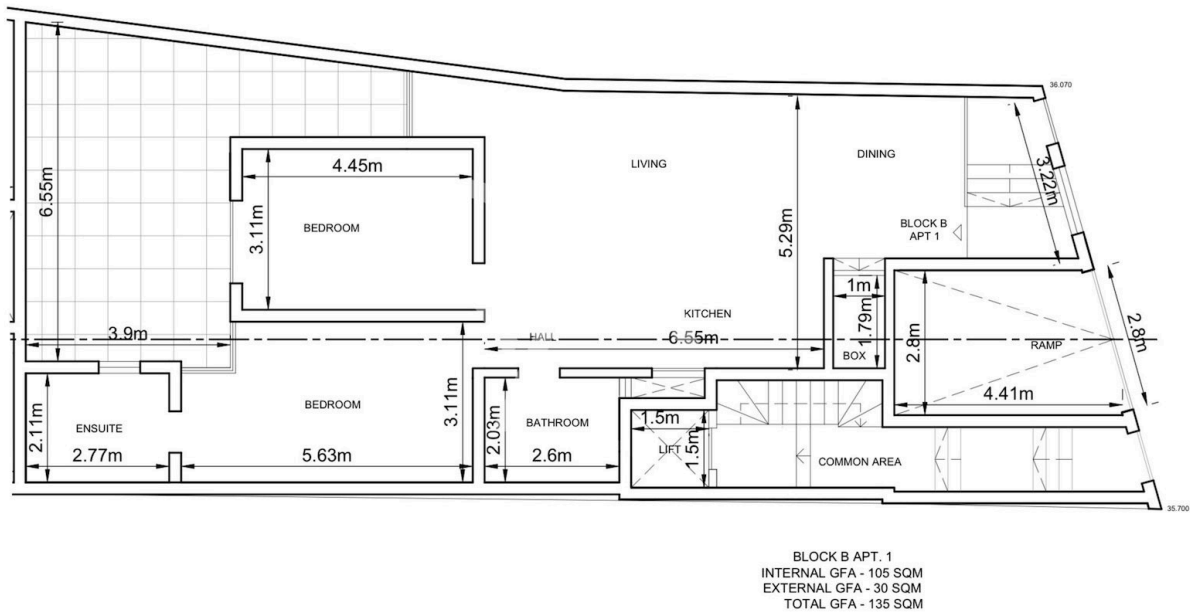 36.070
6.55m
4.45m
3.11m
BEDROOM
LIVING
DINING
3.22m
5.29m
BLOCK B
APT 1
1m
1.79m
BOX
2.8m
RAMP
2.8m
4.41m
3.9m
HALL
KITCHEN
6.55m
BEDROOM
3.11m
ENSUITE
2.11m
2.77m
5.63m
BATHROOM
2.03m
2.6m
1.5m
LIFT
1.5m
COMMON AREA
35.700
BLOCK B APT. 1
INTERNAL GFA - 105 SQM
EXTERNAL GFA - 30 SQM
TOTAL GFA - 135 SQM